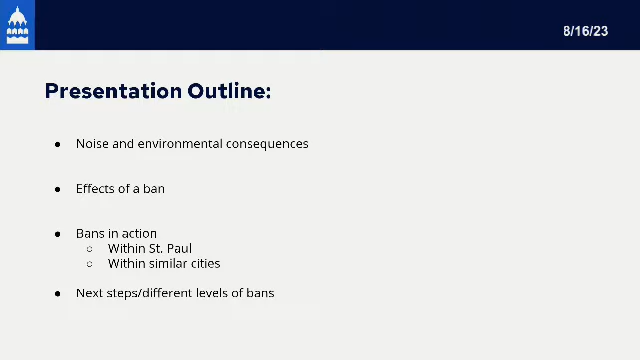 8/16/23
Presentation Outline:
● Noise and environmental consequences
● Effects of a ban
● Bans in action
○ Within St. Paul
○ Within similar cities
● Next steps/different levels of bans